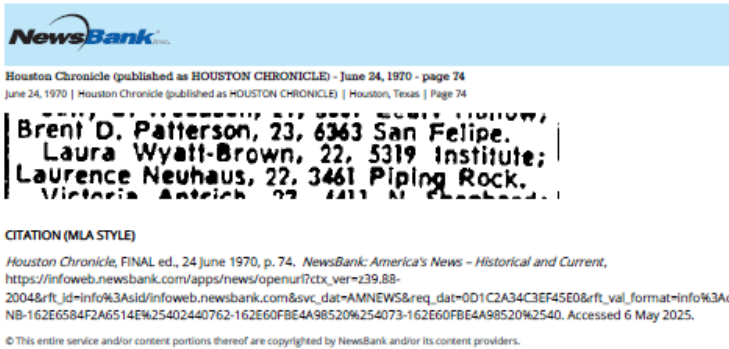 NewsBank inc.
Houston Chronicle (published as HOUSTON CHRONICLE) - June 24, 1970 - page 74
June 24, 1970 | Houston Chronicle (published as HOUSTON CHRONICLE) | Houston, Texas | Page 74
Brent D. Patterson, 23, 6363 San Felipe.
Laura Wyatt-Brown, 22, 5319 Institute;
Laurence Neuhaus, 22, 3461 Piping Rock.
Victoria
CITATION (MLA STYLE)
Houston Chronicle, FINAL ed., 24 June 1970, p. 74. NewsBank: America's News – Historical and Current,
https://infoweb.newsbank.com/apps/news/openurl?ctx_ver=z39.88-
2004&rft_id=info%3Asid/infoweb.newsbank.com&svc_dat=AMNEWS&req_dat=0D1C2A34C3EF45E0&rft_val_format=info%3A
NB-162E6584F2A6514E%25402440762-162E60FBE4A98520%254073-162E60FBE4A98520%2540. Accessed 6 May 2025.
© This entire service and/or content portions thereof are copyrighted by NewsBank and/or its content providers.